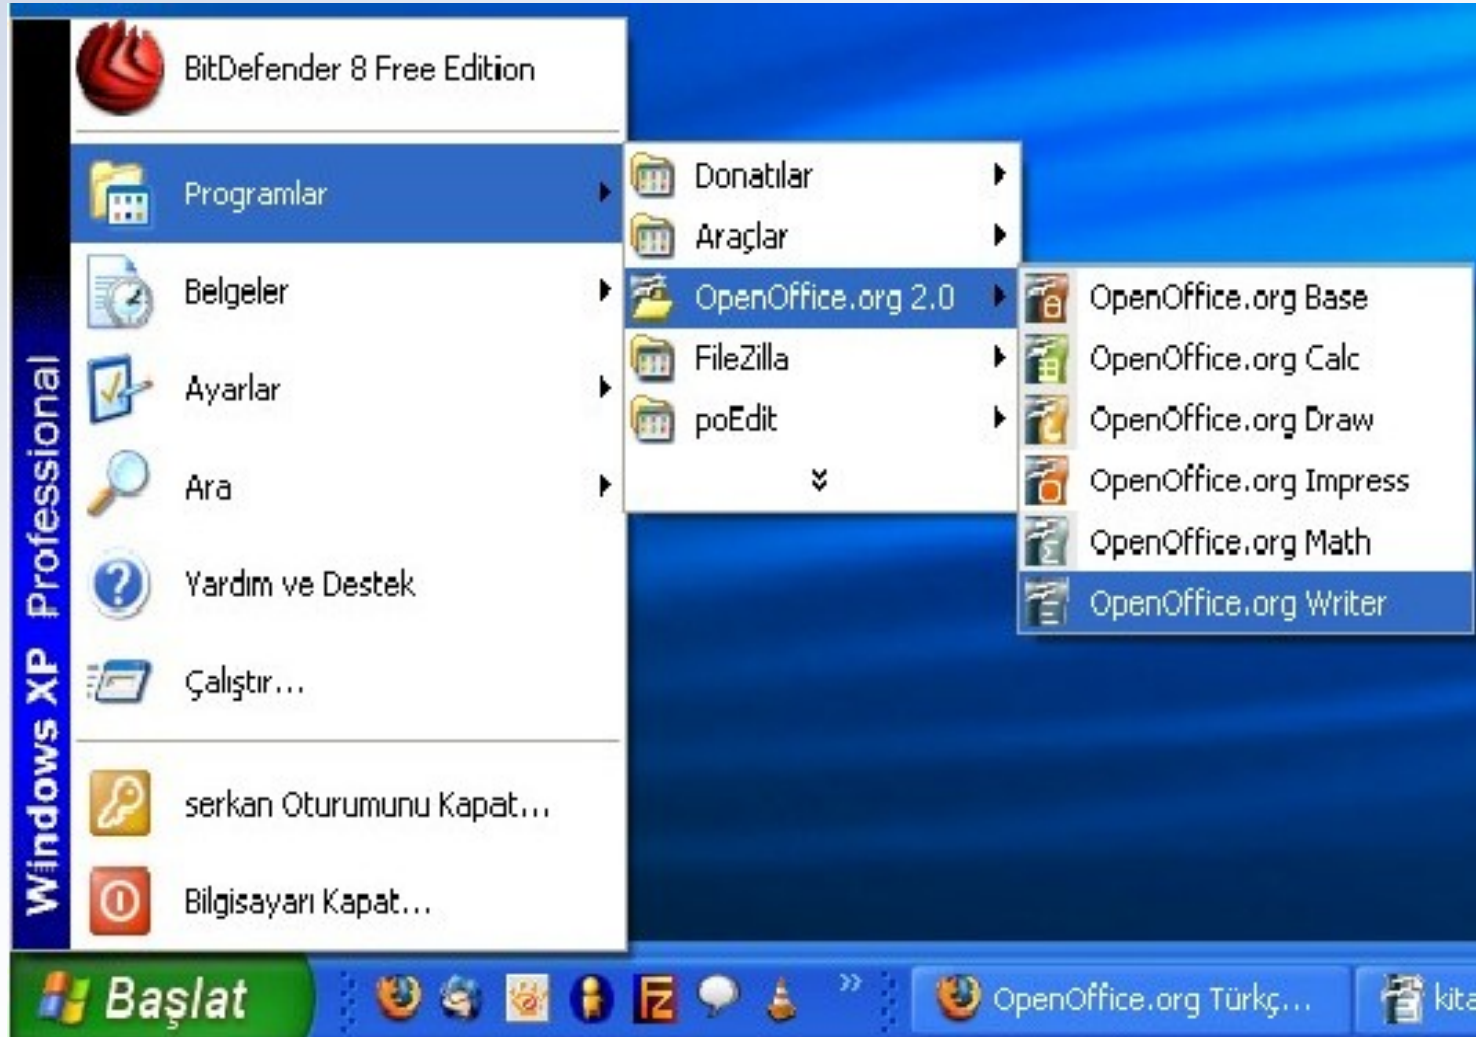 BitDefender 8 Free Edition
Programlar
Belgeler
Ayarlar
Ara
Yardım ve Destek
Çalıştır...
serkan Oturumunu Kapat...
Bilgisayarı Kapat...
Windows XP Professional
Donatılar
Araçlar
OpenOffice.org 2.0
FileZilla
poEdit
OpenOffice.org Base
OpenOffice.org Calc
OpenOffice.org Draw
OpenOffice.org Impress
OpenOffice.org Math
OpenOffice.org Writer
Başlat
OpenOffice.org Türkç...
kita